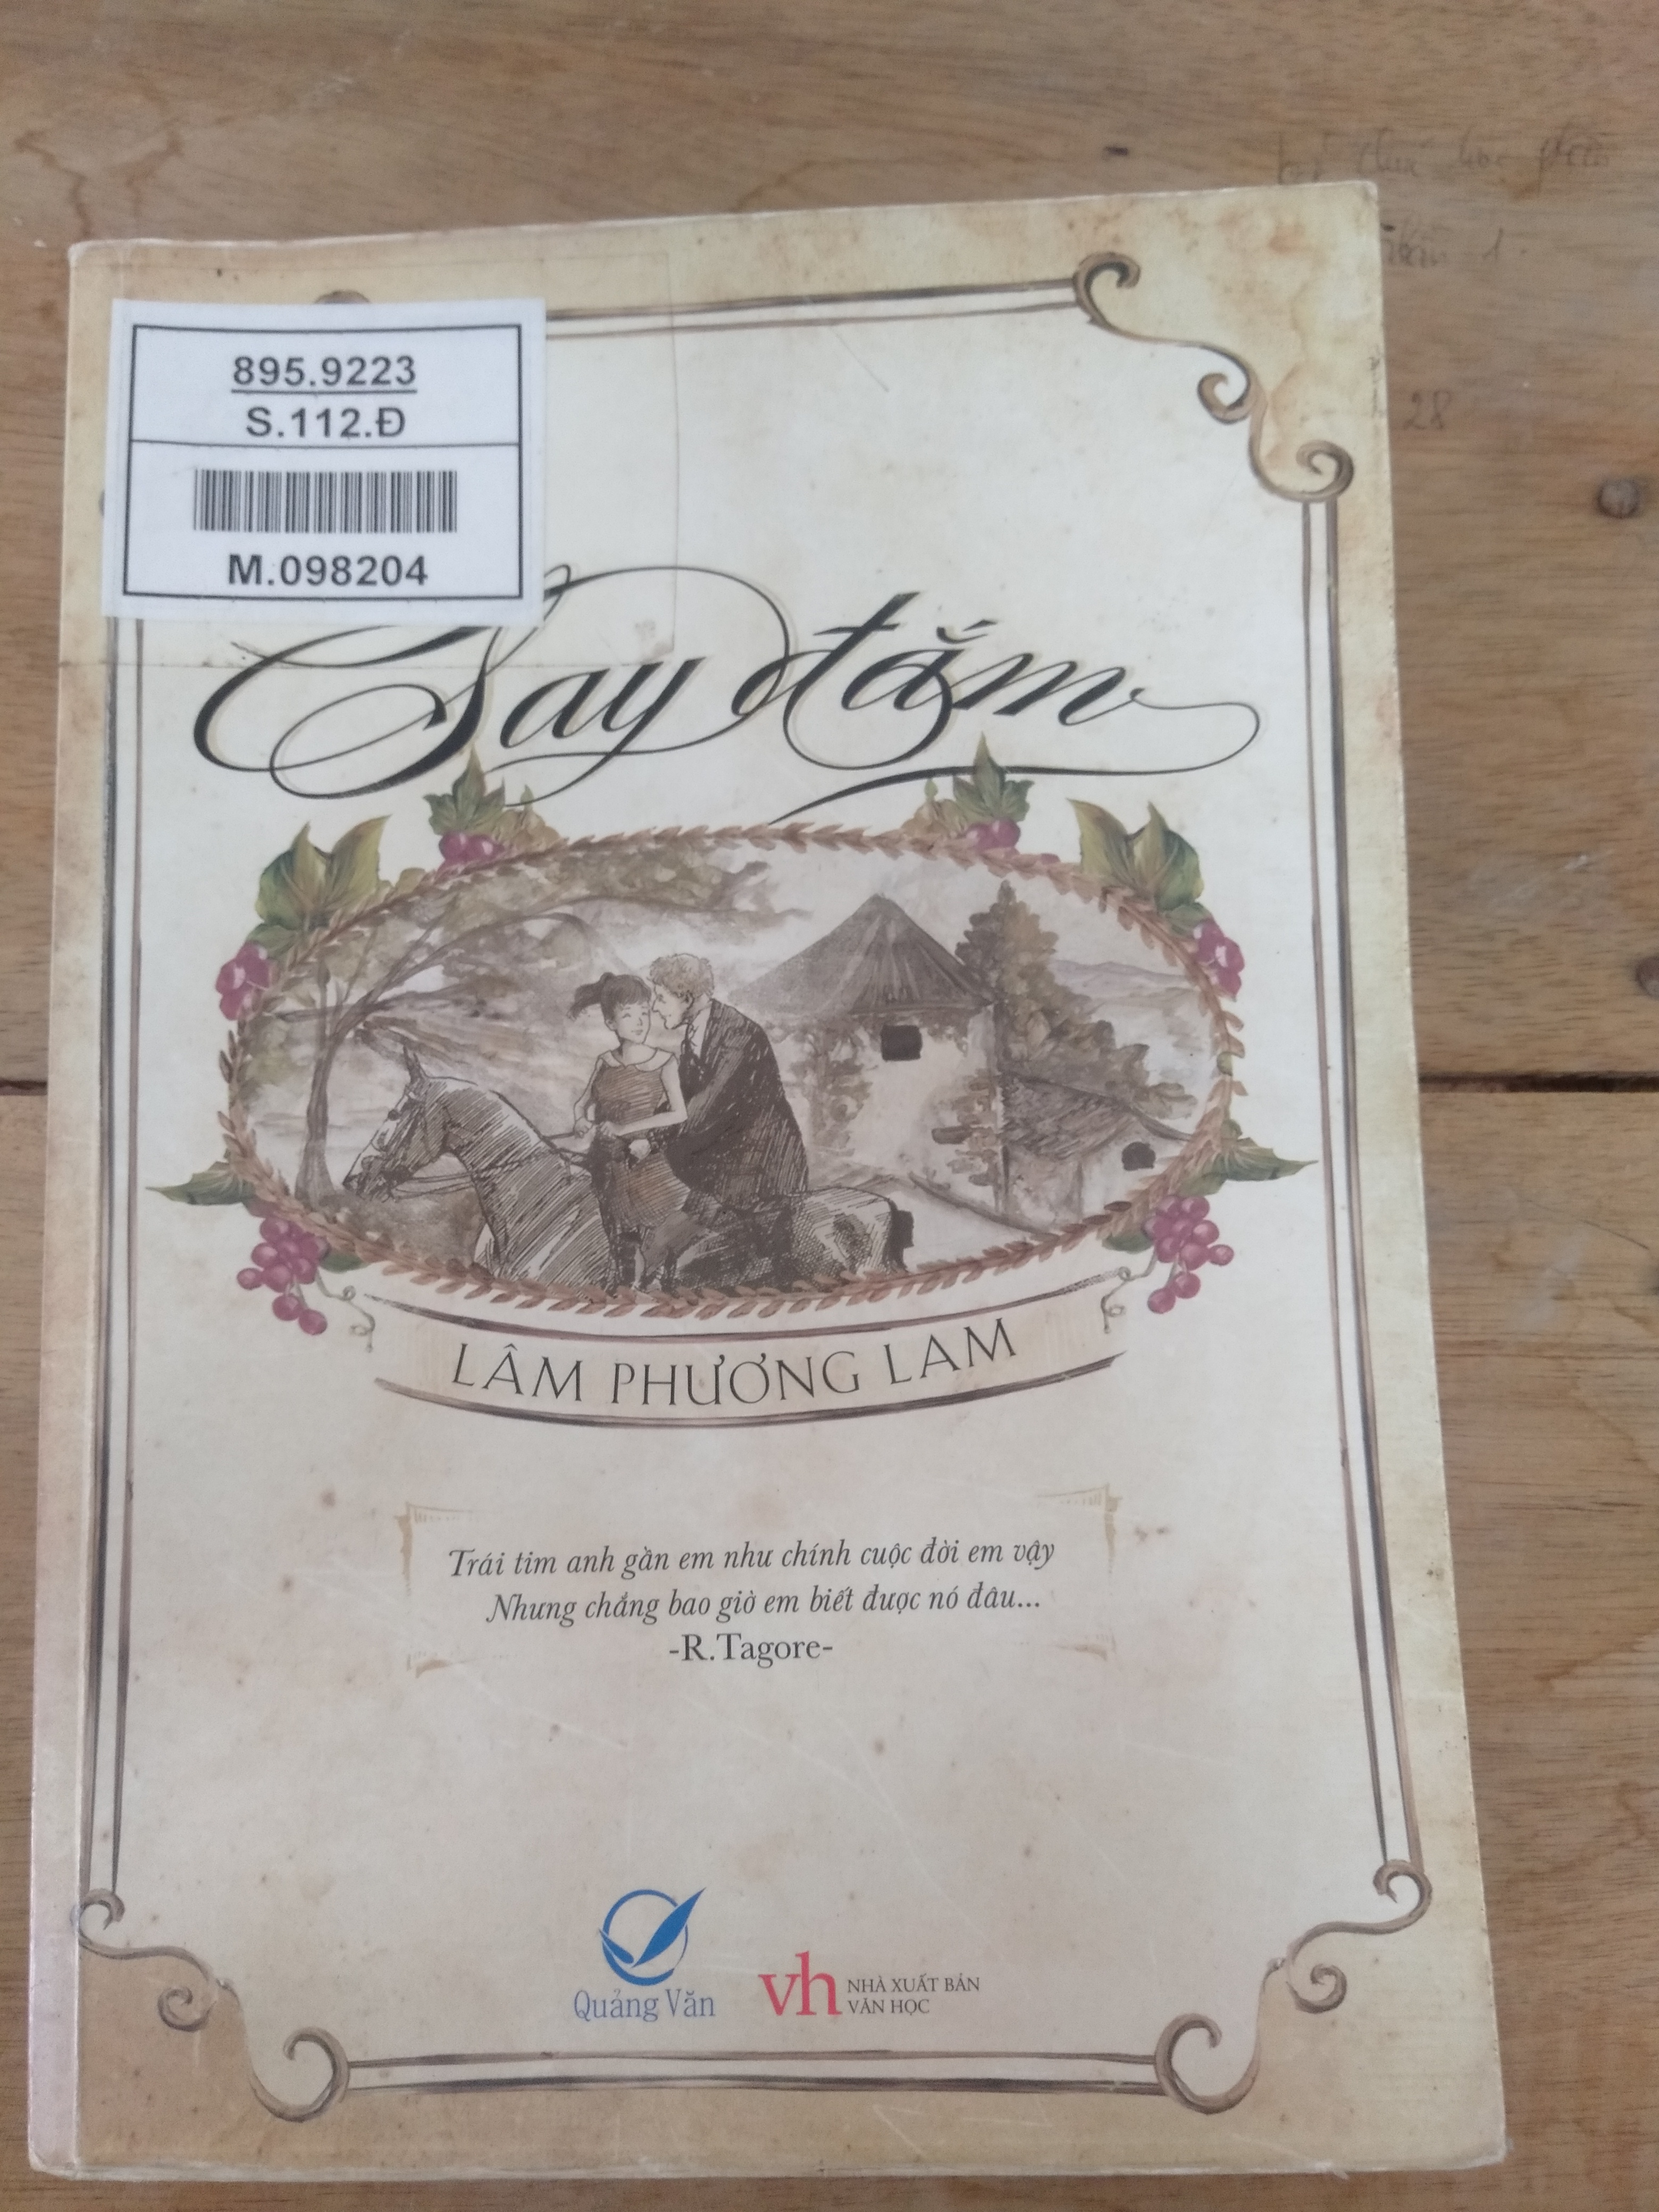 895.9223
S.112.Đ
M.098204
Say đắm
LÂM PHƯƠNG LAM
Trái tim anh gần em như chính cuộc đời em vậy
Nhưng chẳng bao giờ em biết được nó đâu...
-R.Tagore-
Quảng Văn
vh NHÀ XUẤT BẢN
VĂN HỌC
28